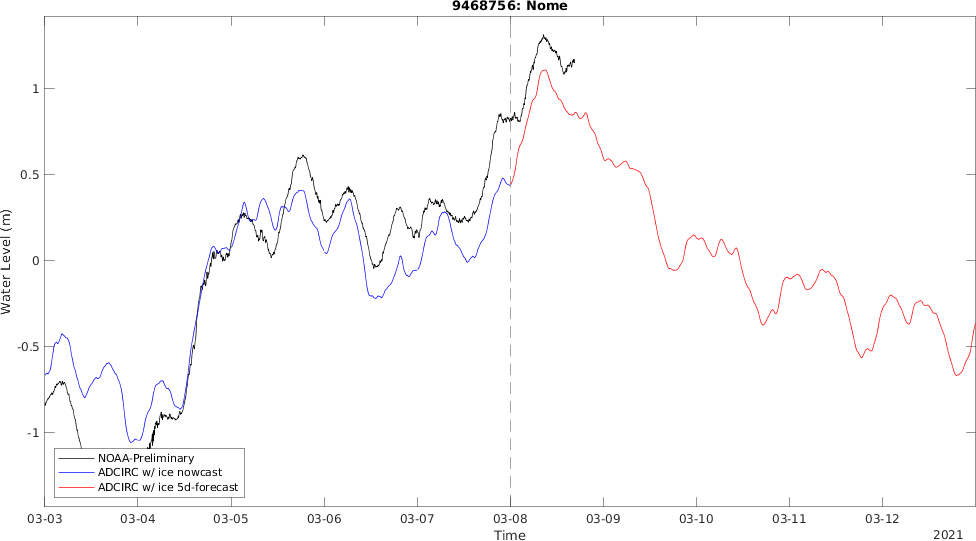 9468756: Nome
Water Level (m)
1
0.5
0
-0.5
-1
NOAA-Preliminary
ADCIRC w/ ice nowcast
ADCIRC w/ ice 5d-forecast
03-03 03-04 03-05 03-06 03-07 03-08 03-09 03-10 03-11 03-12
Time
2021